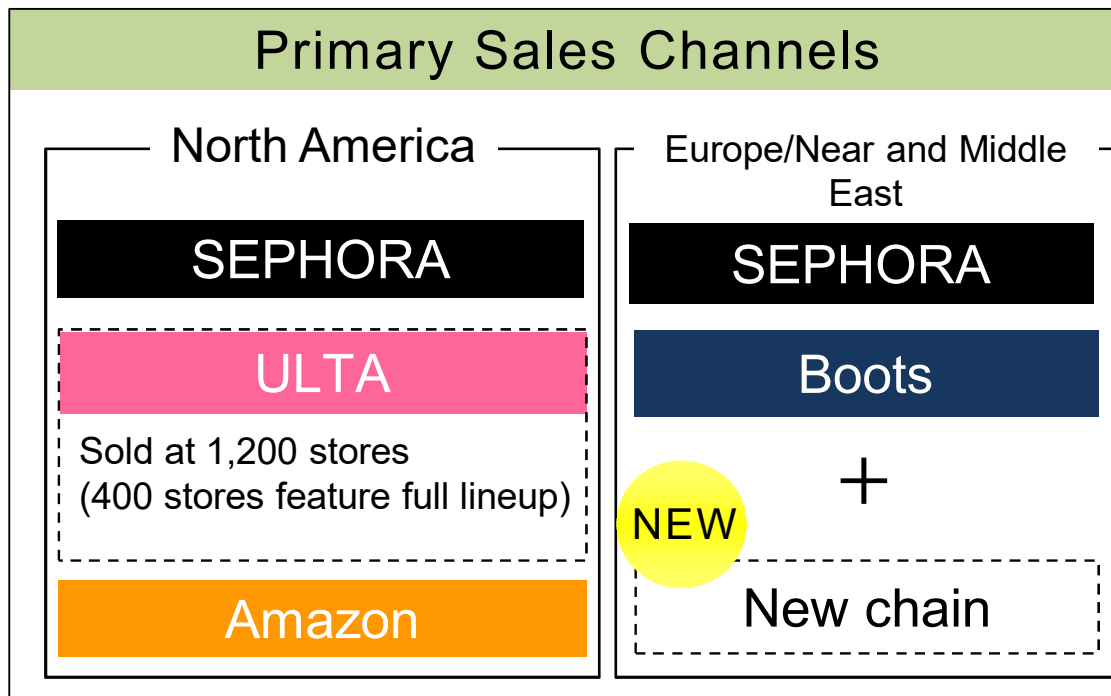 Primary Sales Channels
North America
SEPHORA
ULTA
Sold at 1,200 stores
(400 stores feature full lineup)
Amazon
Europe/Near and Middle
East
SEPHORA
Boots
+
NEW
New chain